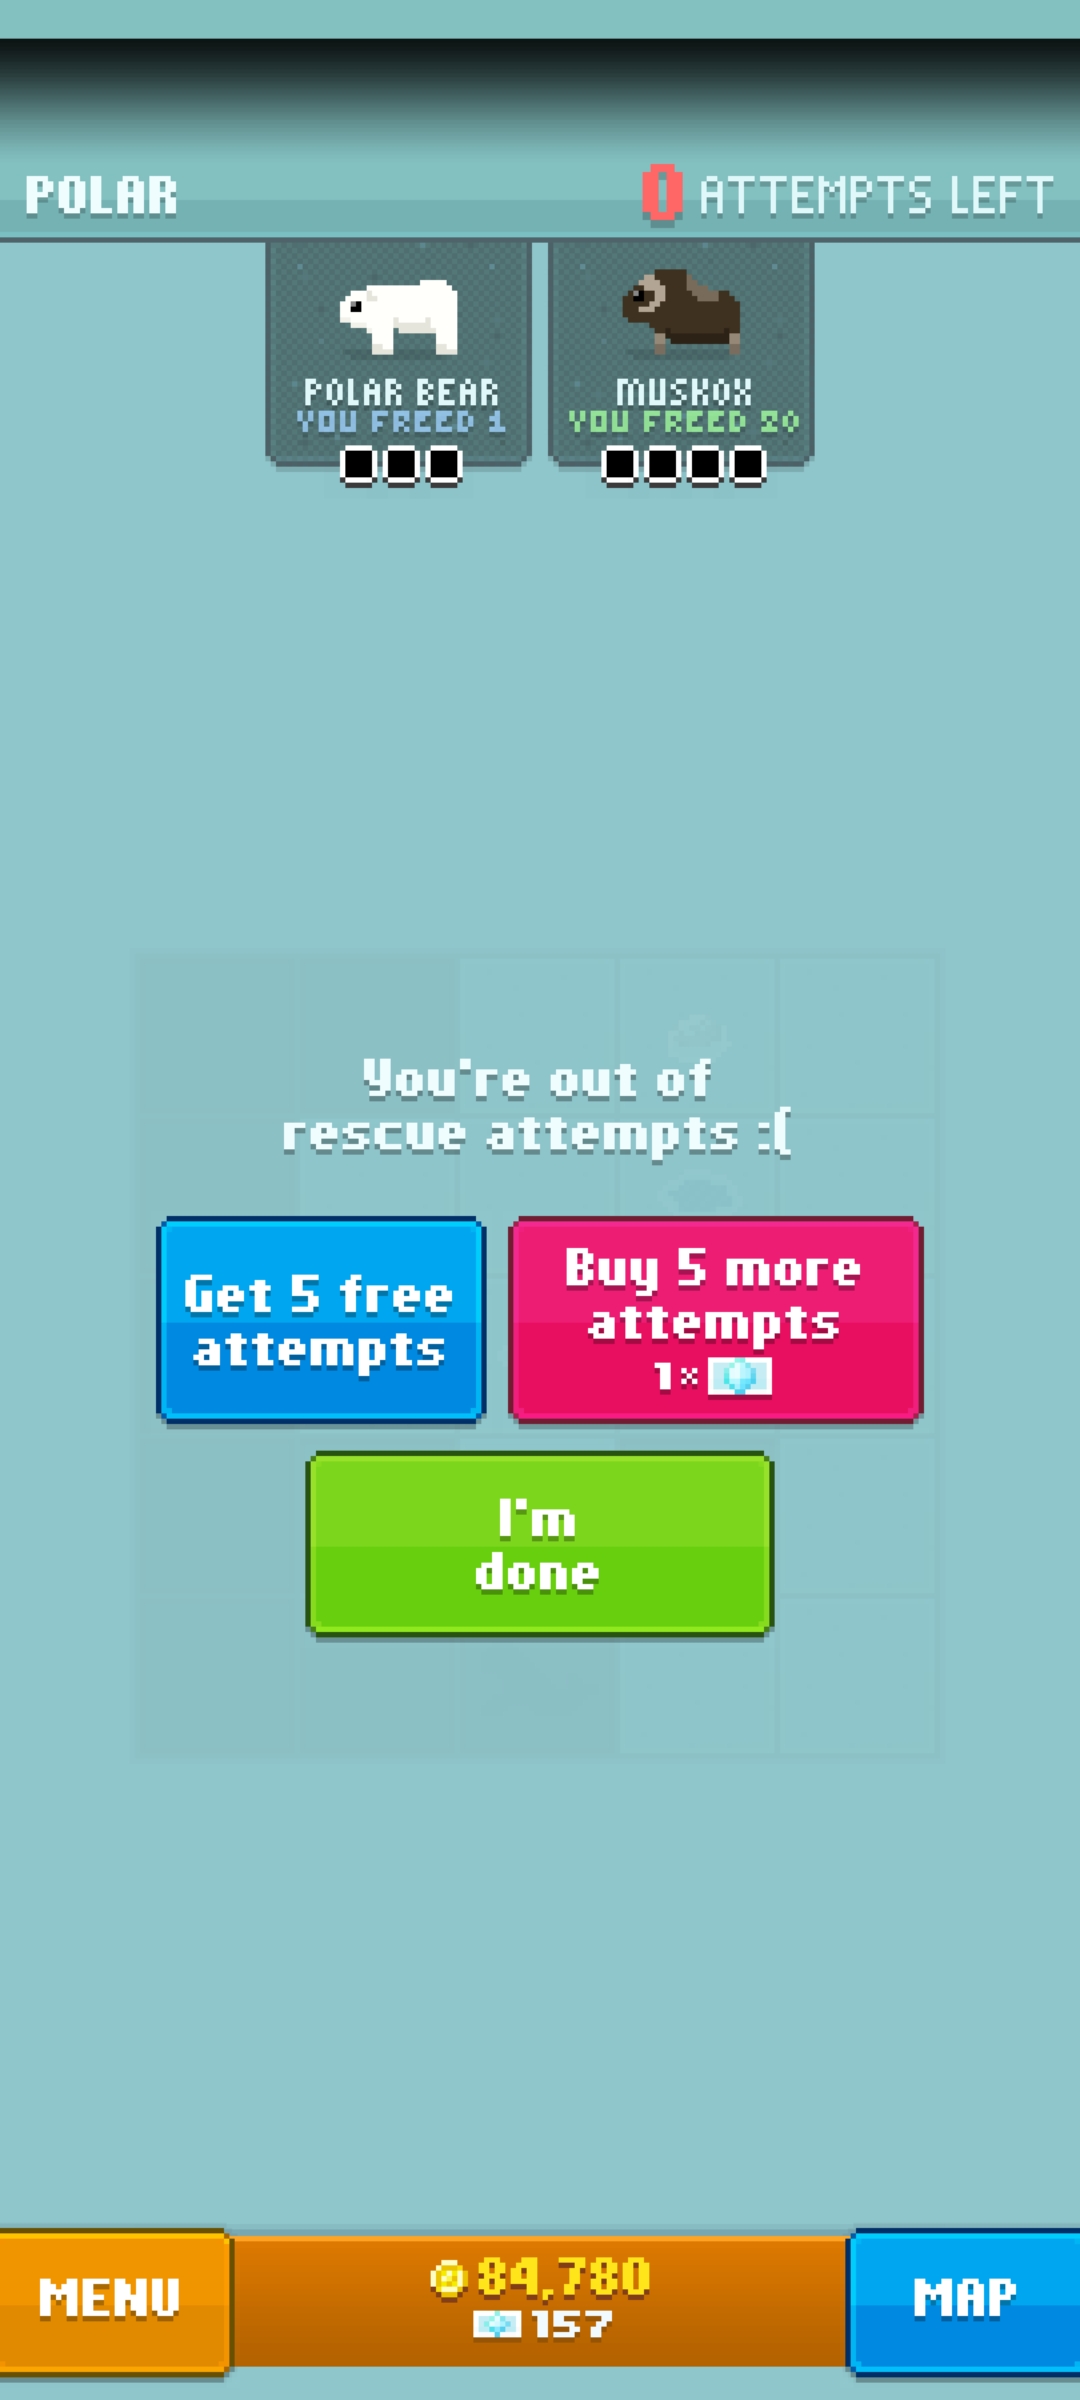 POLAR
0 ATTEMPTS LEFT
POLAR BEAR
YOU FREED 1
MUSKOX
YOU FREED 20
You're out of
rescue attempts :(
Get 5 free
attempts
Buy 5 more
attempts
1×
I'm
done
MENU
84,780
157
MAP